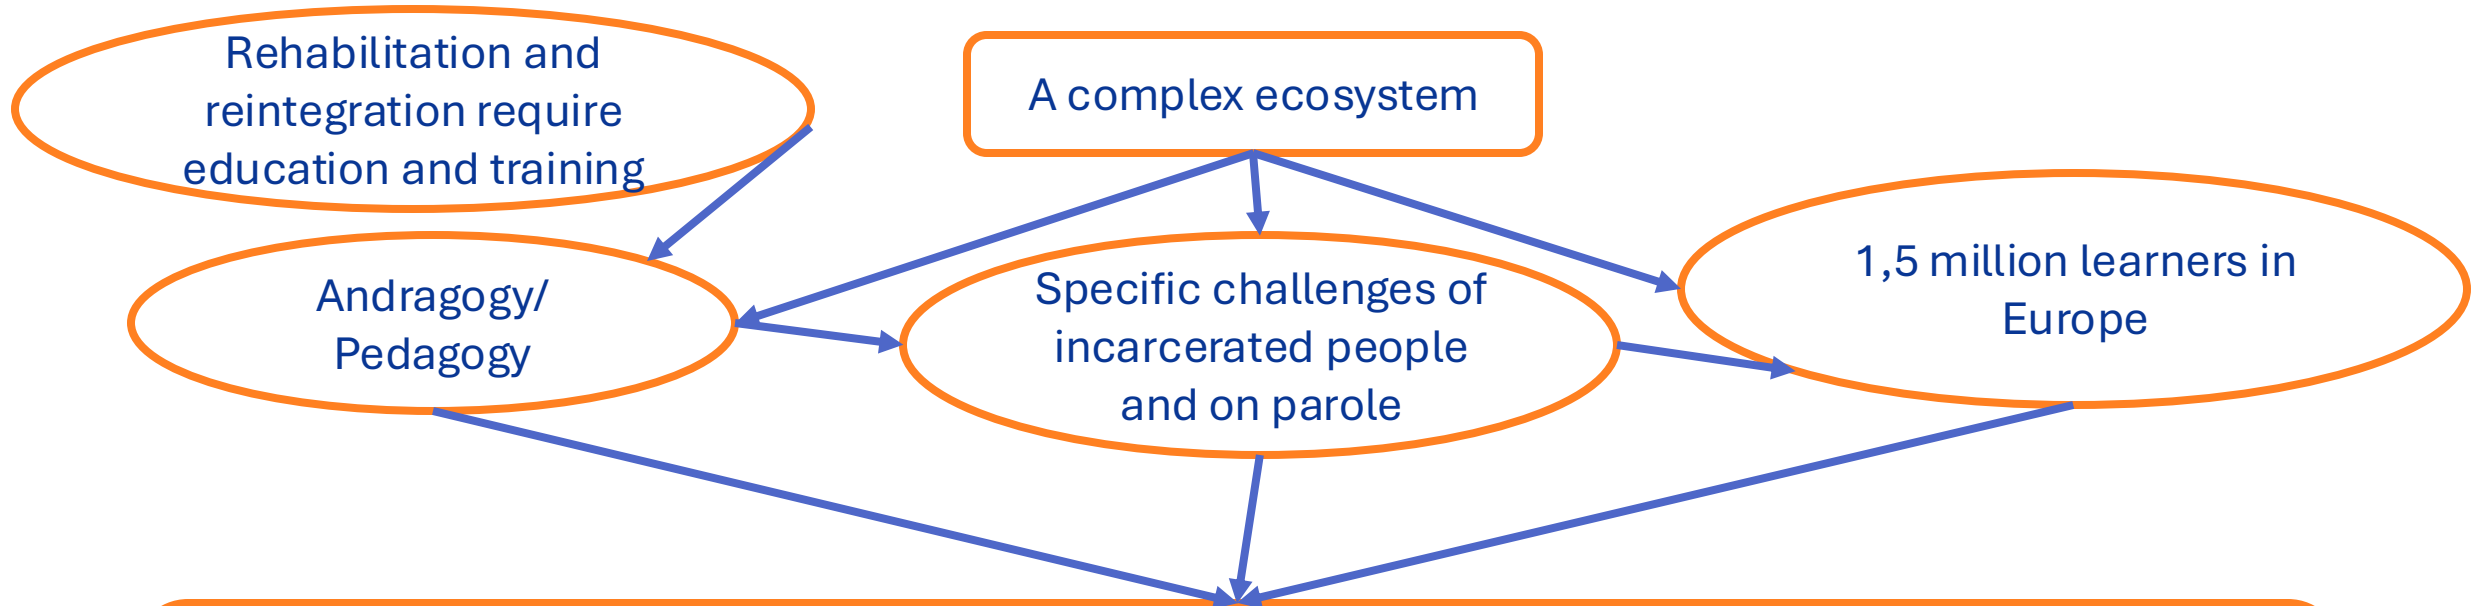 Rehabilitation and
reintegration require
education and training
A complex ecosystem
Andragogy/
Pedagogy
Specific challenges of
incarcerated people
and on parole
1,5 million learners in
Europe